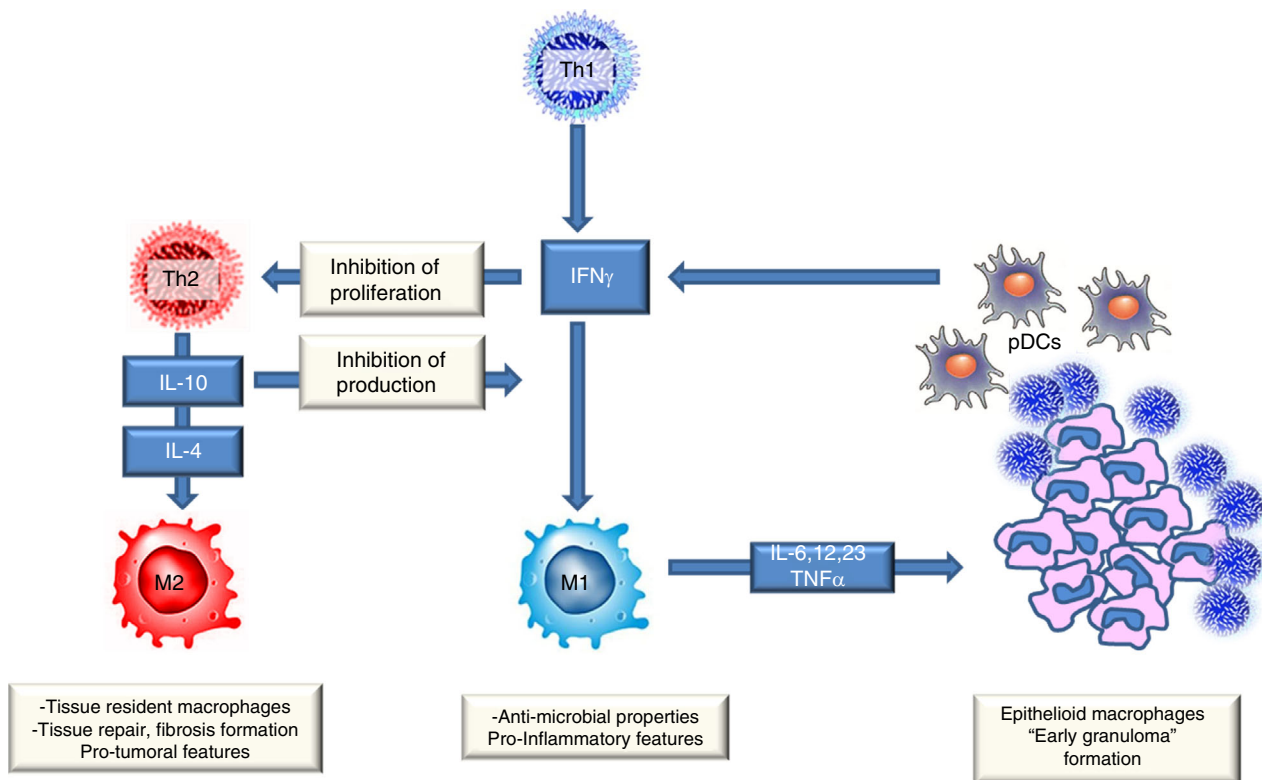 Th1
Th2
Inhibition of
proliferation
IFNγ
pDCs
IL-10
Inhibition of
production
IL-4
M2
M1
IL-6,12,23
TNFα
-Tissue resident macrophages
-Tissue repair, fibrosis formation
Pro-tumoral features
-Anti-microbial properties
Pro-Inflammatory features
Epithelioid macrophages
“Early granuloma”
formation